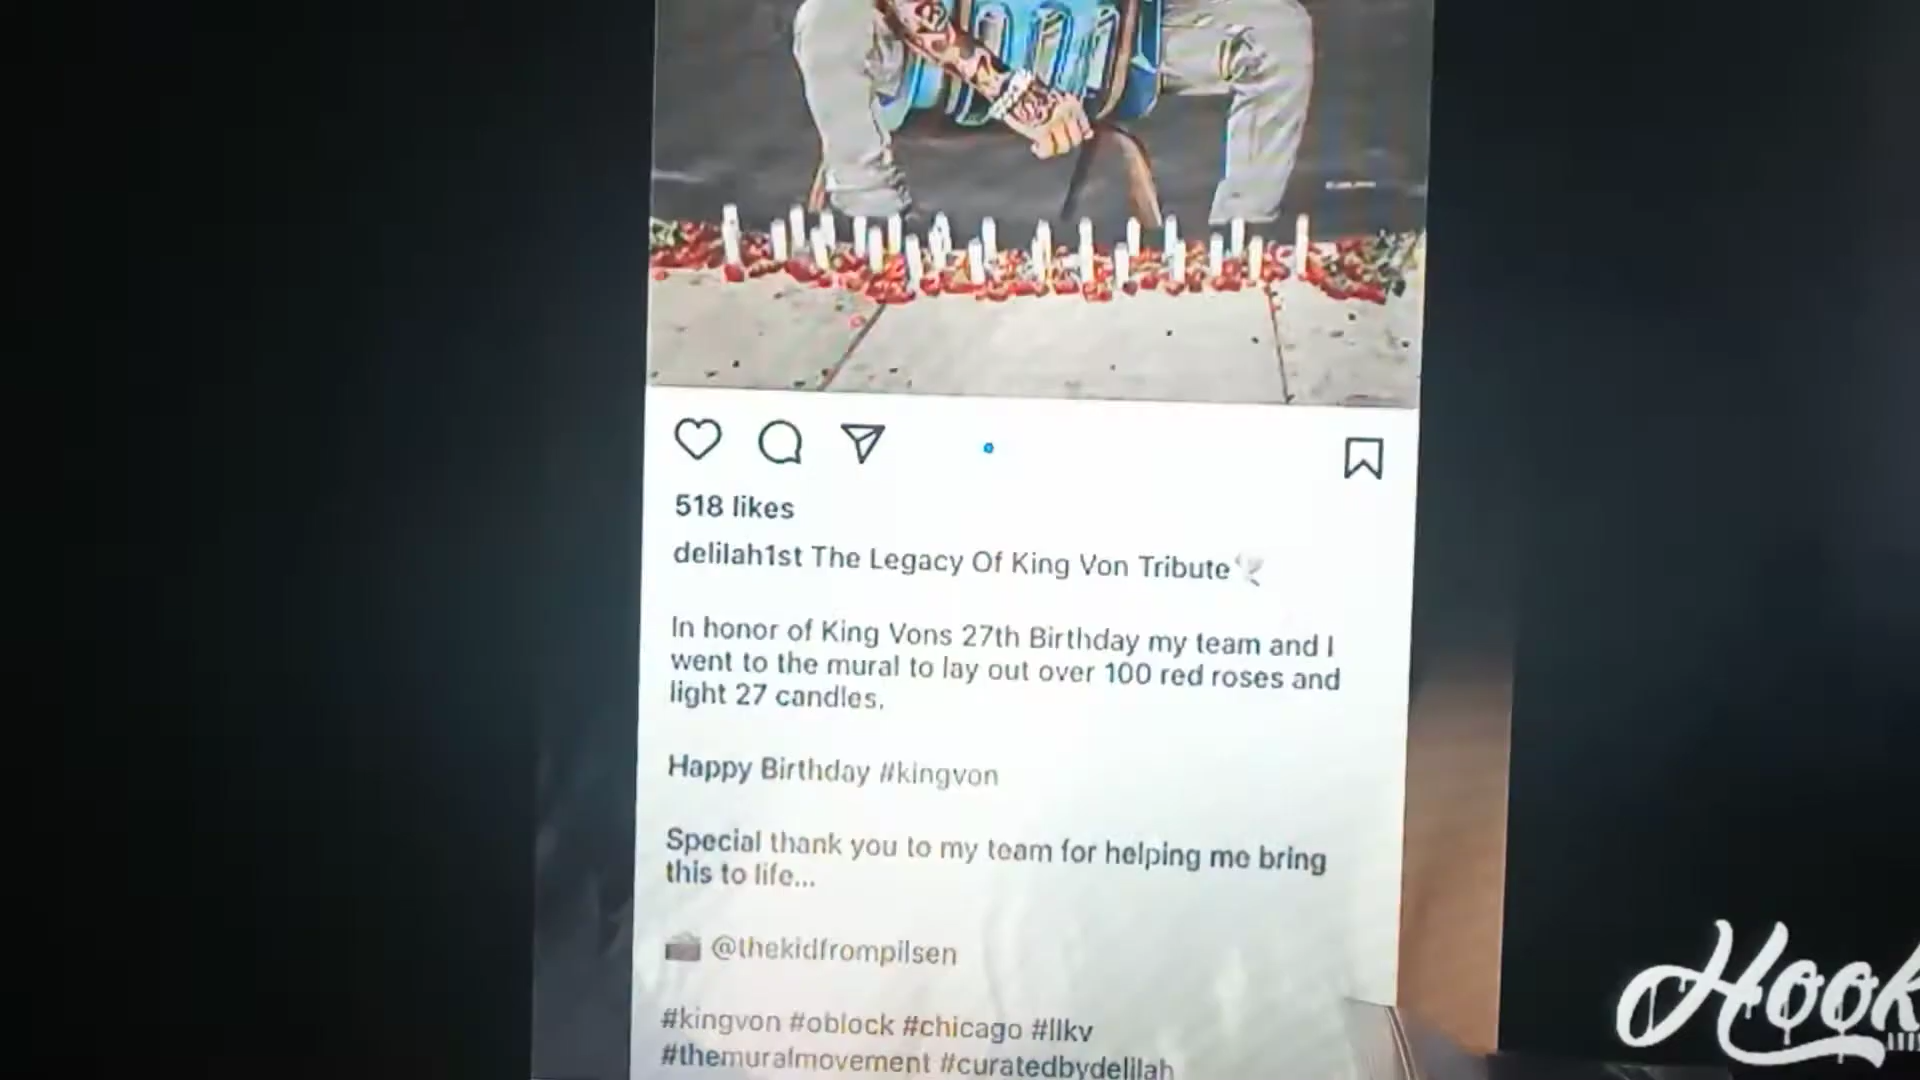 518 likes
delilah1st The Legacy Of King Von Tribute🕊
In honor of King Vons 27th Birthday my team and I
went to the mural to lay out over 100 red roses and
light 27 candles.
Happy Birthday #kingvon
Special thank you to my team for helping me bring
this to life...
@thekidfrompilsen
#kingvon #oblock #chicago #llkv
#themuralmovement #curatedbydelilah
Hook